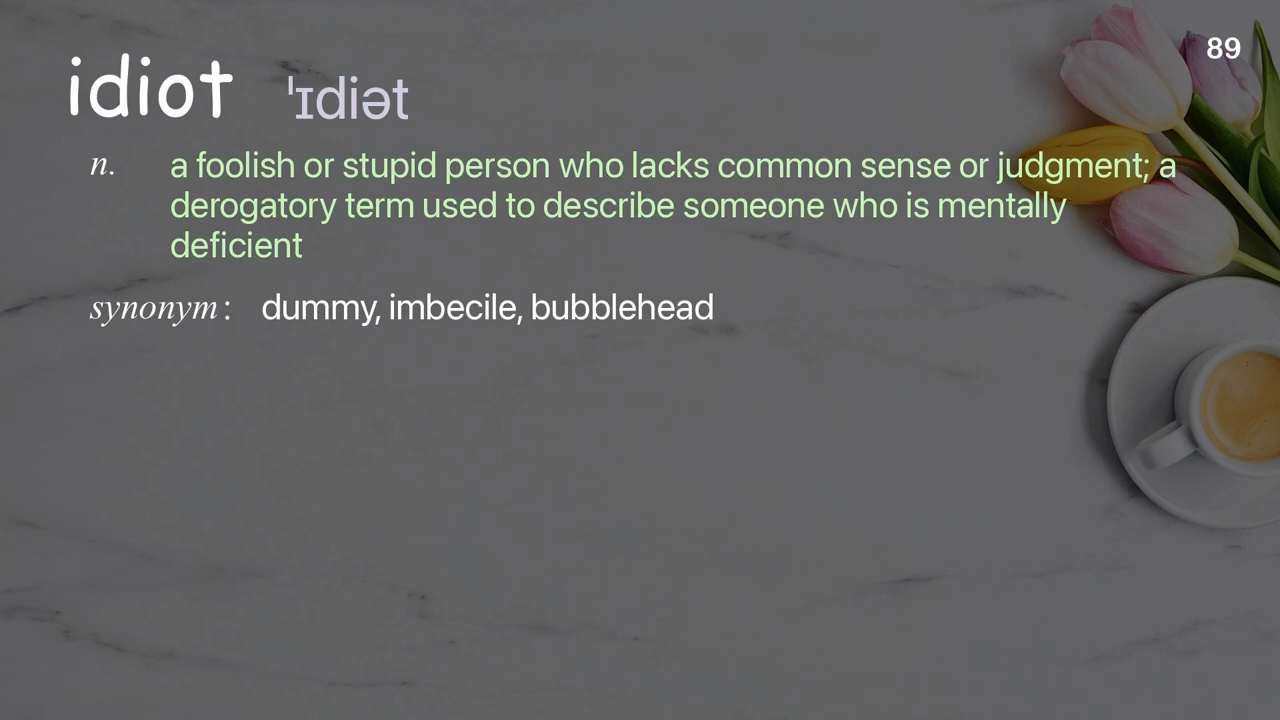 89
idiot ˈɪdiət
n. a foolish or stupid person who lacks common sense or judgment; a
derogatory term used to describe someone who is mentally
deficient
synonym: dummy, imbecile, bubblehead